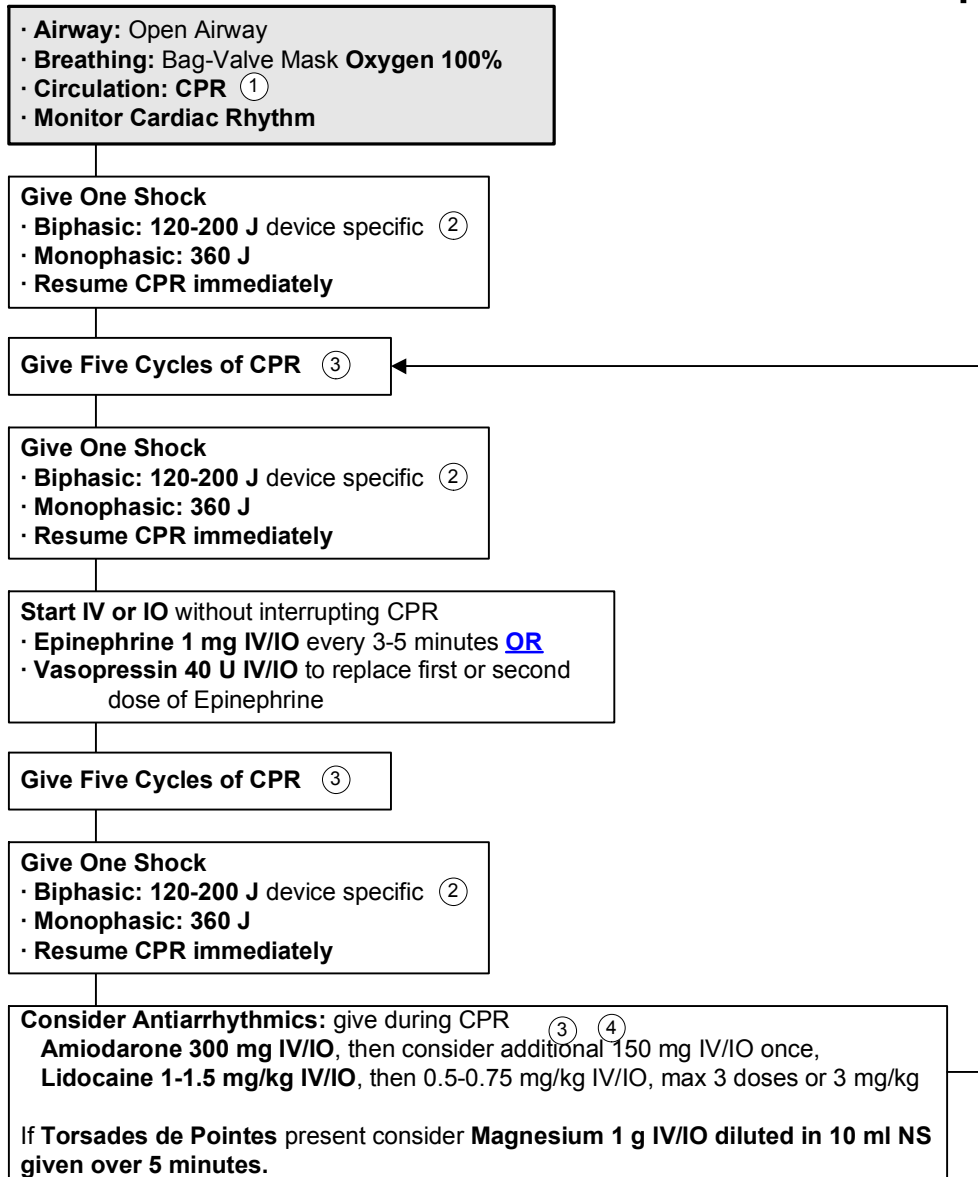 · Airway: Open Airway
· Breathing: Bag-Valve Mask Oxygen 100%
· Circulation: CPR ①
· Monitor Cardiac Rhythm
Give One Shock
· Biphasic: 120-200 J device specific ②
· Monophasic: 360 J
· Resume CPR immediately
Give Five Cycles of CPR ③
Give One Shock
· Biphasic: 120-200 J device specific ②
· Monophasic: 360 J
· Resume CPR immediately
Start IV or IO without interrupting CPR
· Epinephrine 1 mg IV/IO every 3-5 minutes OR
· Vasopressin 40 U IV/IO to replace first or second
dose of Epinephrine
Give Five Cycles of CPR ③
Give One Shock
· Biphasic: 120-200 J device specific ②
· Monophasic: 360 J
· Resume CPR immediately
Consider Antiarrhythmics: give during CPR ③ ④
Amiodarone 300 mg IV/IO, then consider additional 150 mg IV/IO once,
Lidocaine 1-1.5 mg/kg IV/IO, then 0.5-0.75 mg/kg IV/IO, max 3 doses or 3 mg/kg
If Torsades de Pointes present consider Magnesium 1 g IV/IO diluted in 10 ml NS
given over 5 minutes.